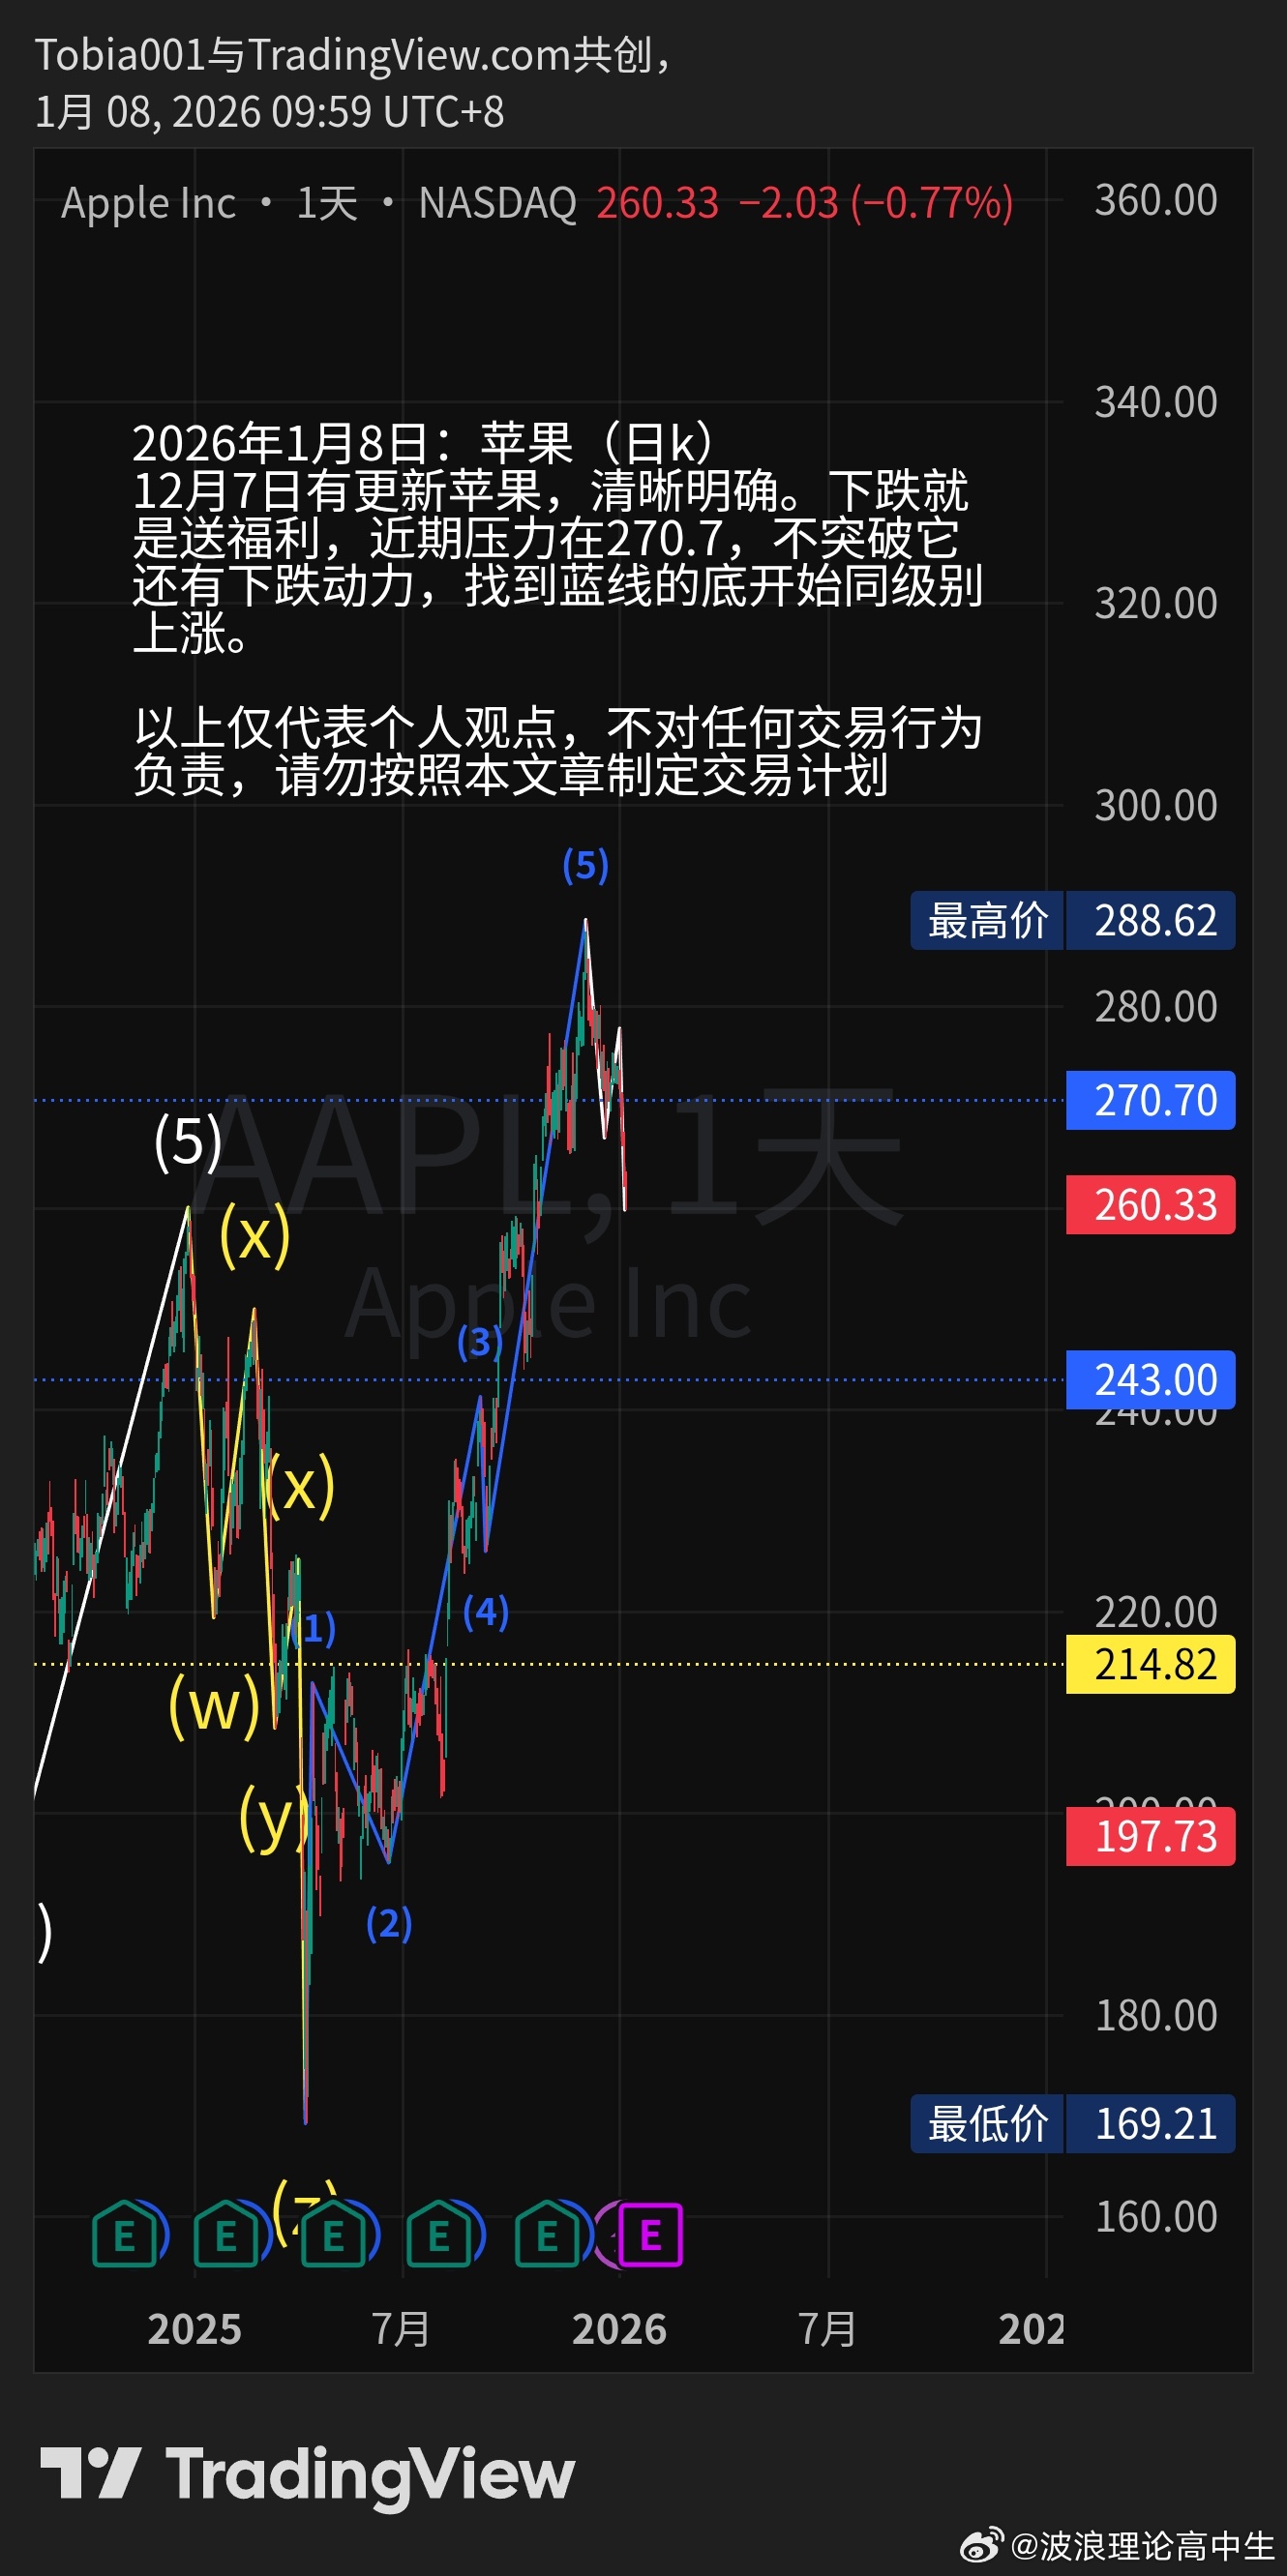 Tobia001与TradingView.com共创，
1月 08, 2026 09:59 UTC+8
Apple Inc · 1天 · NASDAQ 260.33 −2.03 (−0.77%)
360.00
340.00
2026年1月8日：苹果（日k）
12月7日有更新苹果，清晰明确。下跌就
是送福利，近期压力在270.7，不突破它
还有下跌动力，找到蓝线的底开始同级别
上涨。
320.00
以上仅代表个人观点，不对任何交易行为
负责，请勿按照本文章制定交易计划
300.00
(5)
最高价 288.62
280.00
AAPL, 1天
270.70
(5)
260.33
(x)
Apple Inc
(3)
243.00
240.00
(x)
(4)
220.00
1)
214.82
(w)
200.00
(y)
197.73
(2)
)
180.00
最低价 169.21
(z)
160.00
E E E E E E
2025 7月 2026 7月 202
TradingView
@波浪理论高中生